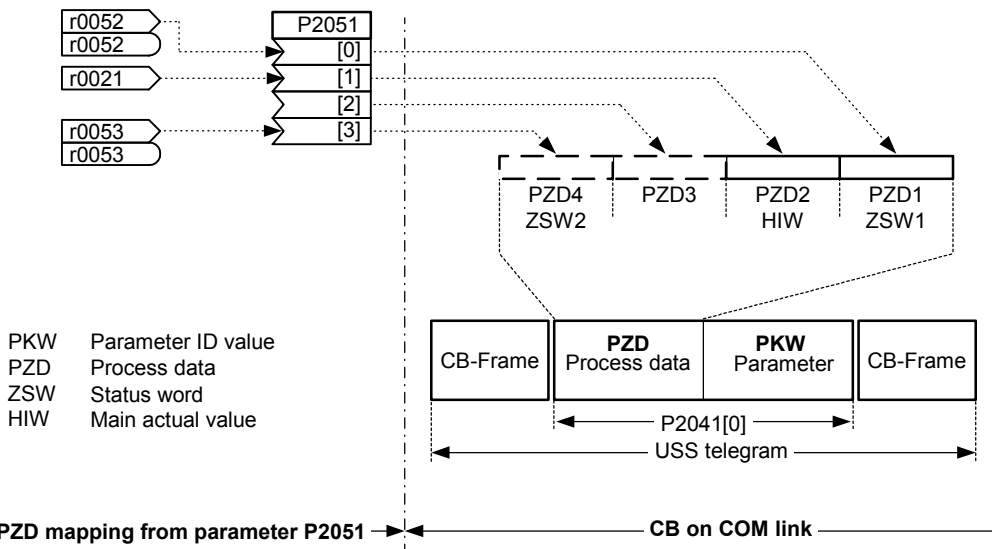 r0052
r0052
r0021
r0053
r0053
P2051
[0]
[1]
[2]
[3]
PZD4
ZSW2
PZD3
PZD2
HIW
PZD1
ZSW1
PKW Parameter ID value
PZD Process data
ZSW Status word
HIW Main actual value
CB-Frame
PZD
Process data
PKW
Parameter
CB-Frame
P2041[0]
USS telegram
PZD mapping from parameter P2051
CB on COM link